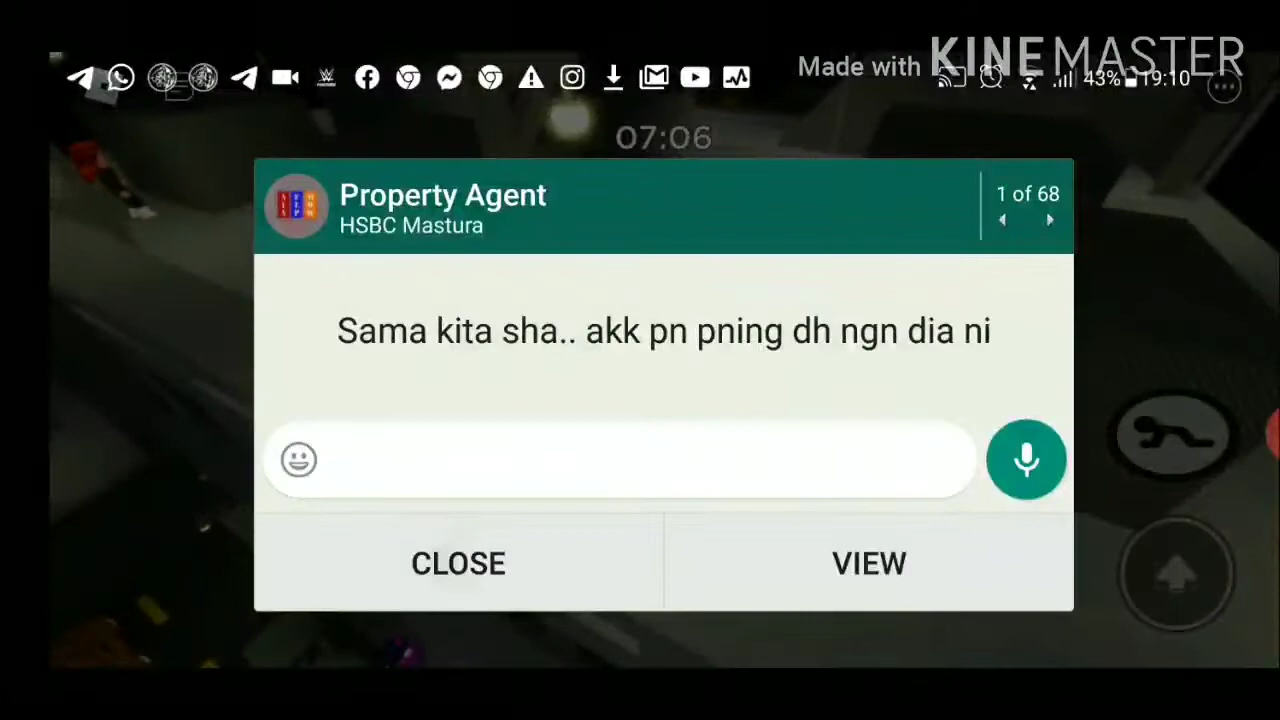 Made with KINEMASTER
43% 19:10
07:06
Property Agent
HSBC Mastura
1 of 68
Sama kita sha.. akk pn pning dh ngn dia ni
CLOSE
VIEW